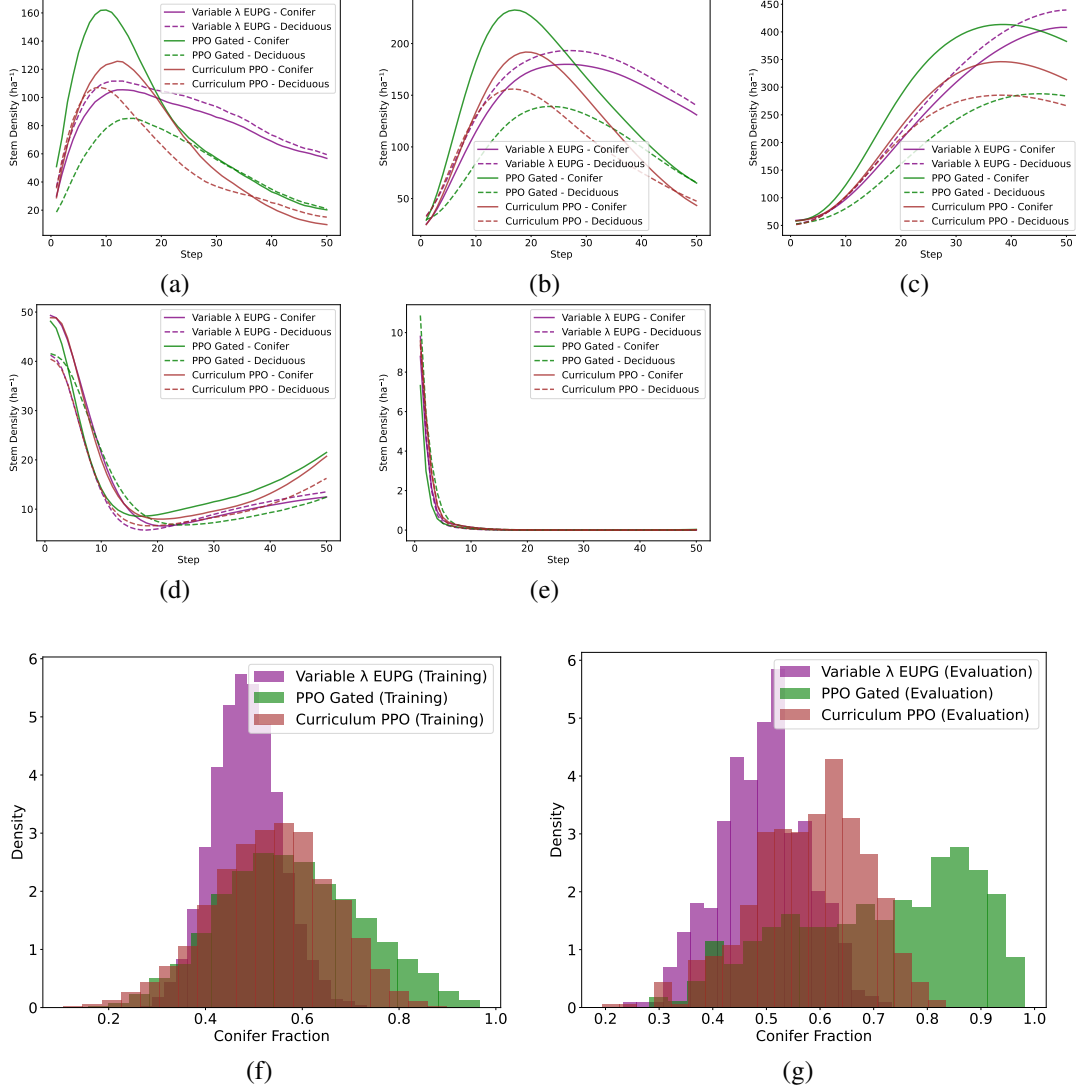 160
140
120
100
80
60
40
20
Stem Density (ha⁻¹)
0 10 20 30 40 50
Step
Variable λ EUPG - Conifer
Variable λ EUPG - Deciduous
PPO Gated - Conifer
PPO Gated - Deciduous
Curriculum PPO - Conifer
Curriculum PPO - Deciduous
(a)
200
150
100
50
Stem Density (ha⁻¹)
0 10 20 30 40 50
Step
Variable λ EUPG - Conifer
Variable λ EUPG - Deciduous
PPO Gated - Conifer
PPO Gated - Deciduous
Curriculum PPO - Conifer
Curriculum PPO - Deciduous
(b)
450
400
350
300
250
200
150
100
50
Stem Density (ha⁻¹)
0 10 20 30 40 50
Step
Variable λ EUPG - Conifer
Variable λ EUPG - Deciduous
PPO Gated - Conifer
PPO Gated - Deciduous
Curriculum PPO - Conifer
Curriculum PPO - Deciduous
(c)
50
40
30
20
10
Stem Density (ha⁻¹)
0 10 20 30 40 50
Step
Variable λ EUPG - Conifer
Variable λ EUPG - Deciduous
PPO Gated - Conifer
PPO Gated - Deciduous
Curriculum PPO - Conifer
Curriculum PPO - Deciduous
(d)
10
8
6
4
2
0
Stem Density (ha⁻¹)
0 10 20 30 40 50
Step
Variable λ EUPG - Conifer
Variable λ EUPG - Deciduous
PPO Gated - Conifer
PPO Gated - Deciduous
Curriculum PPO - Conifer
Curriculum PPO - Deciduous
(e)
6
5
4
3
2
1
0
Density
0.2 0.4 0.6 0.8 1.0
Conifer Fraction
Variable λ EUPG (Training)
PPO Gated (Training)
Curriculum PPO (Training)
(f)
6
5
4
3
2
1
0
Density
0.2 0.3 0.4 0.5 0.6 0.7 0.8 0.9 1.0
Conifer Fraction
Variable λ EUPG (Evaluation)
PPO Gated (Evaluation)
Curriculum PPO (Evaluation)
(g)